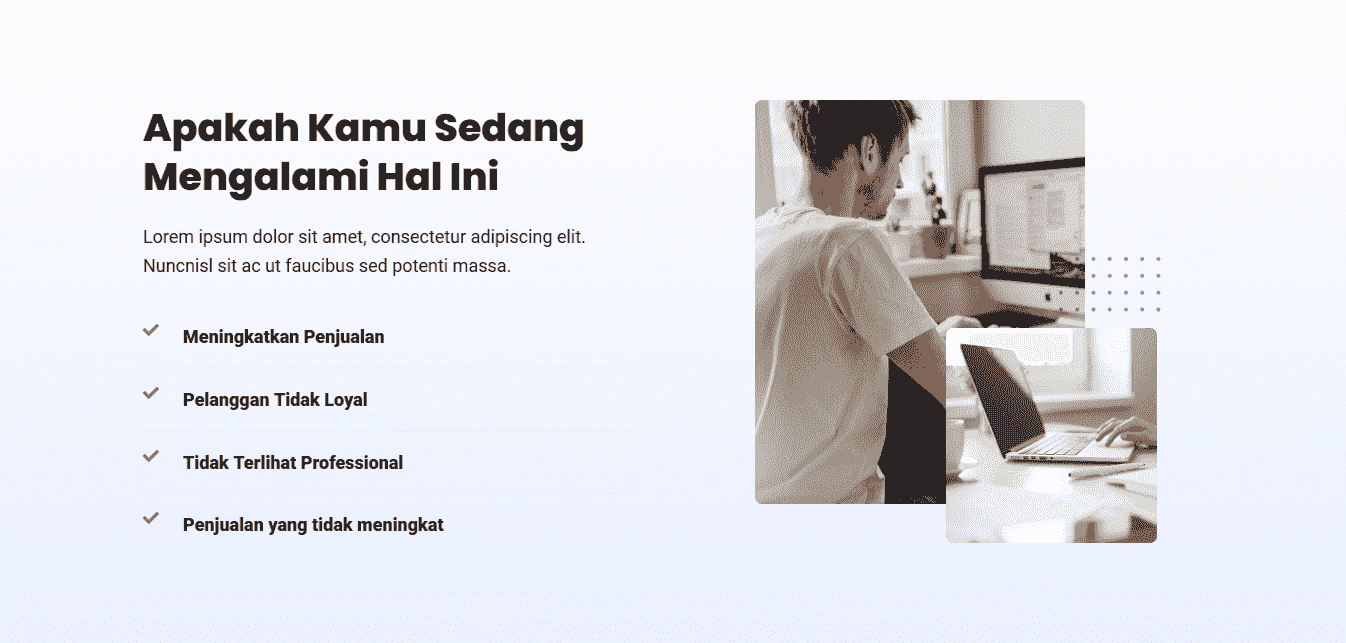 Apakah Kamu Sedang
Mengalami Hal Ini
Lorem ipsum dolor sit amet, consectetur adipiscing elit.
Nuncnisl sit ac ut faucibus sed potenti massa.
Meningkatkan Penjualan
Pelanggan Tidak Loyal
Tidak Terlihat Professional
Penjualan yang tidak meningkat